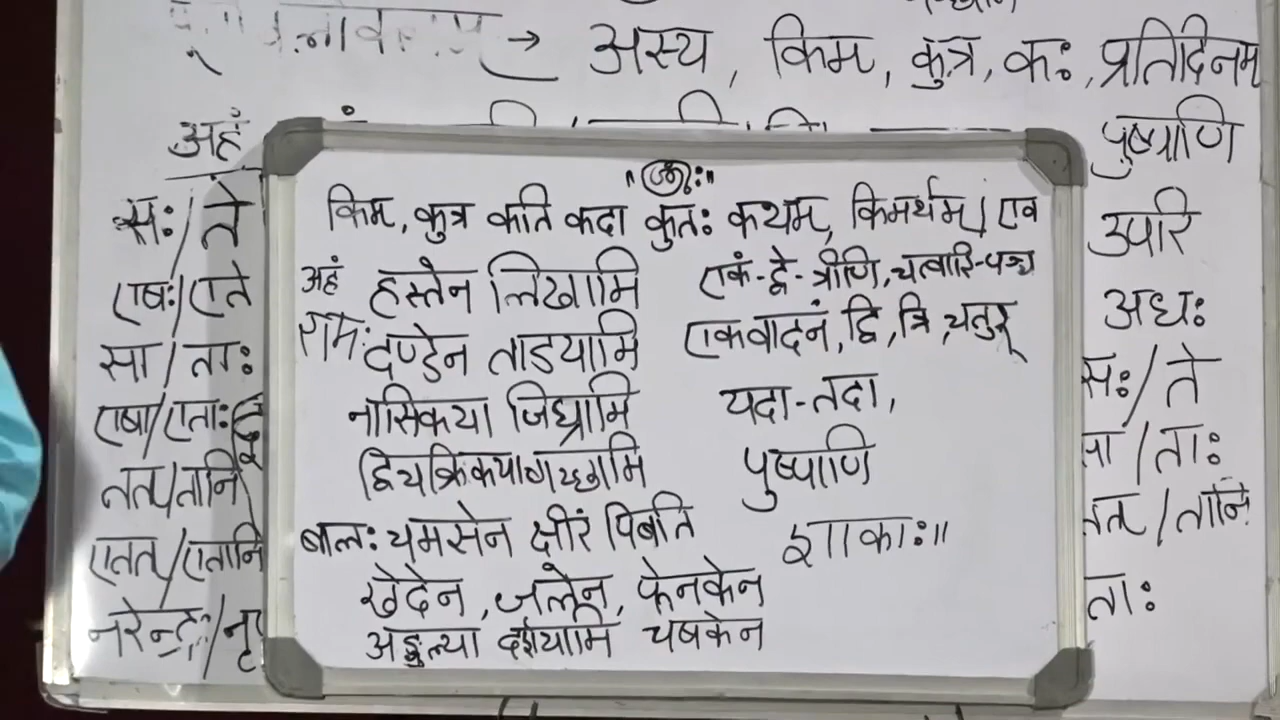 → अस्य, किम, कुत्र, कः, प्रतिदिनम
अहं
सः/ते
एषः/एते
सा/ताः
एषा/एताः
तत्/तानि
एतत्/एतानि
नरेन्द्रः/नृ
॥ॐः॥
किम, कुत्र कति कदा कुतः कथम, किमर्थम्। एव
अहं हस्तेन लिखामि
रामः दण्डेन ताडयामि
नासिकया जिघ्रामि
द्विचक्रिकयागच्छामि
बालः चमसेन क्षीरं पिबति
जलेन, फेनकेन
अङ्गुल्या दर्शयामि चषकेन
एकं-द्वे-त्रीणि, चत्वारि-पञ्च
एकवादनं, द्वि, त्रि, चतुर्
यदा-तदा,
पुष्पाणि
शाकाः॥
पुष्पाणि
उपरि
अधः
सः/ते
सा/ताः
तत्/तानि
ताः